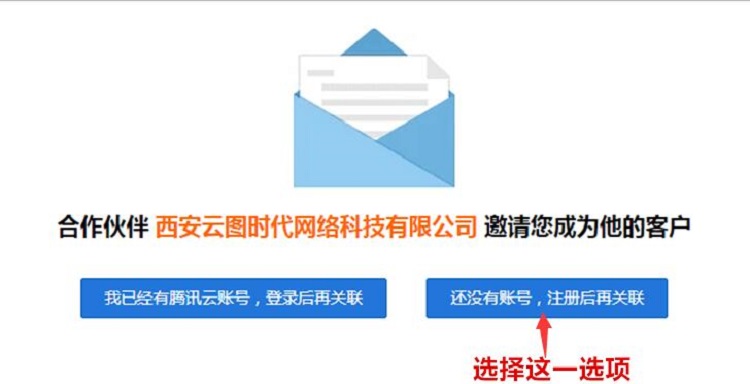 合作伙伴 西安云图时代网络科技有限公司 邀请您成为他的客户
我已经有腾讯云账号，登录后再关联
还没有账号，注册后再关联
选择这一选项